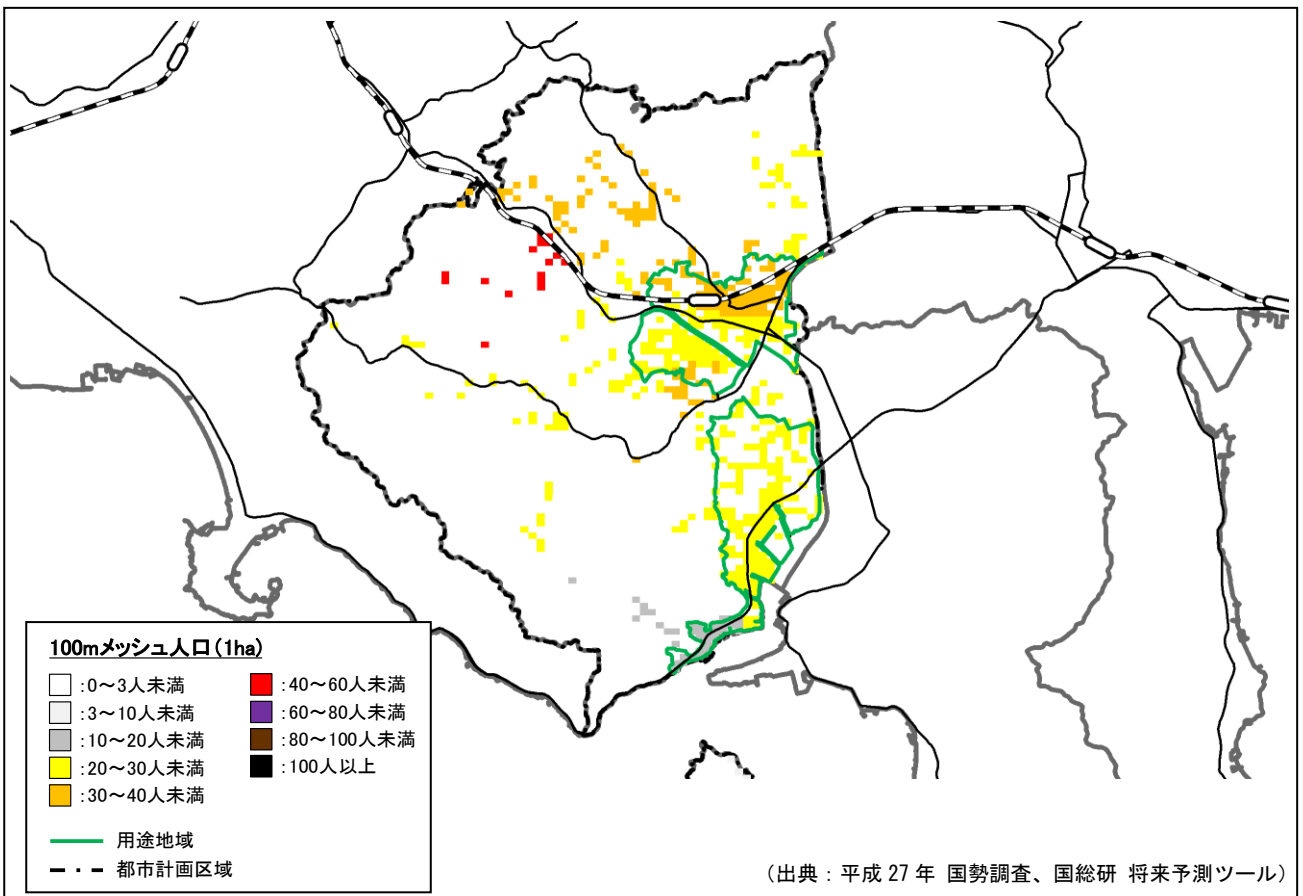 100mメッシュ人口(1ha)
:0～3人未満
:3～10人未満
:10～20人未満
:20～30人未満
:30～40人未満
:40～60人未満
:60～80人未満
:80～100人未満
:100人以上
用途地域
都市計画区域
(出典：平成 27 年 国勢調査、国総研 将来予測ツール)